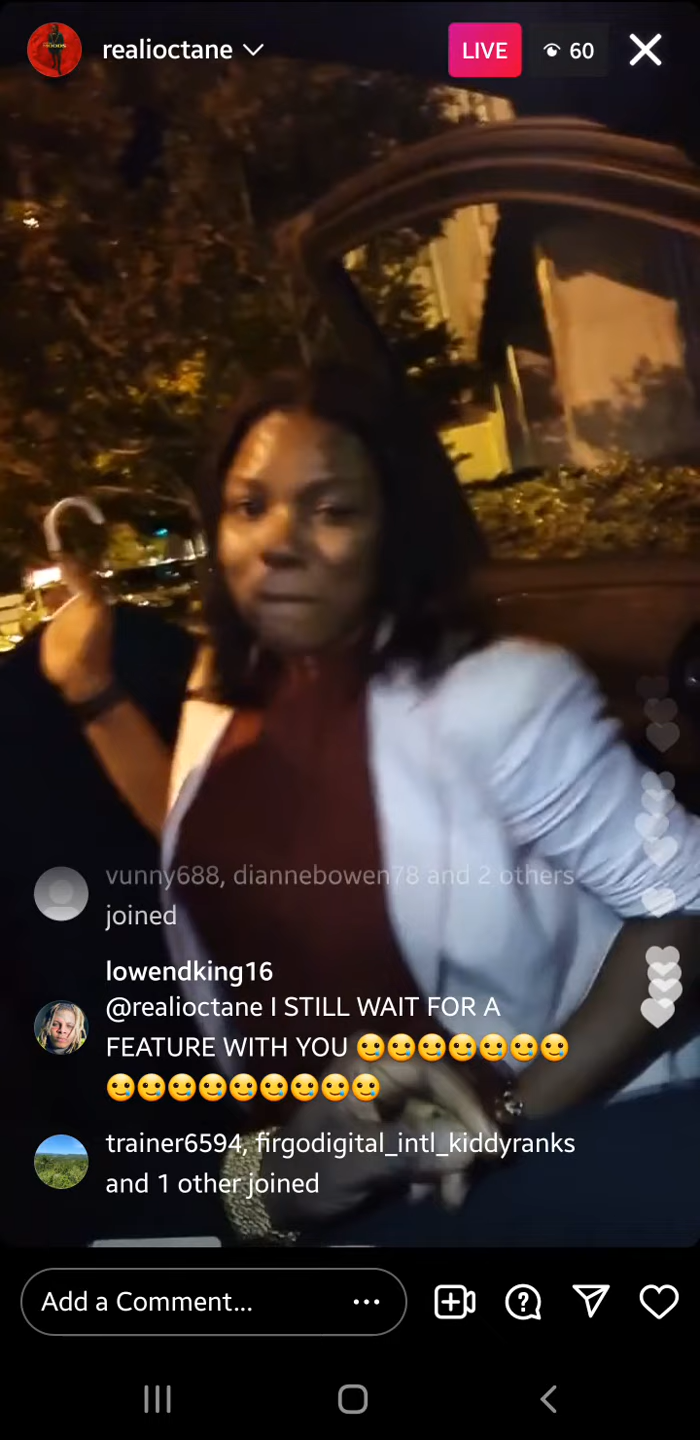 realioctane
LIVE
60
vunny688, diannebowen78 and 2 others
joined
lowendking16
@realioctane I STILL WAIT FOR A
FEATURE WITH YOU 🥲🥲🥲🥲🥲🥲🥲
🥲🥲🥲🥲🥲🥲🥲🥲🥲
trainer6594, firgodigital_intl_kiddyranks
and 1 other joined
Add a Comment...